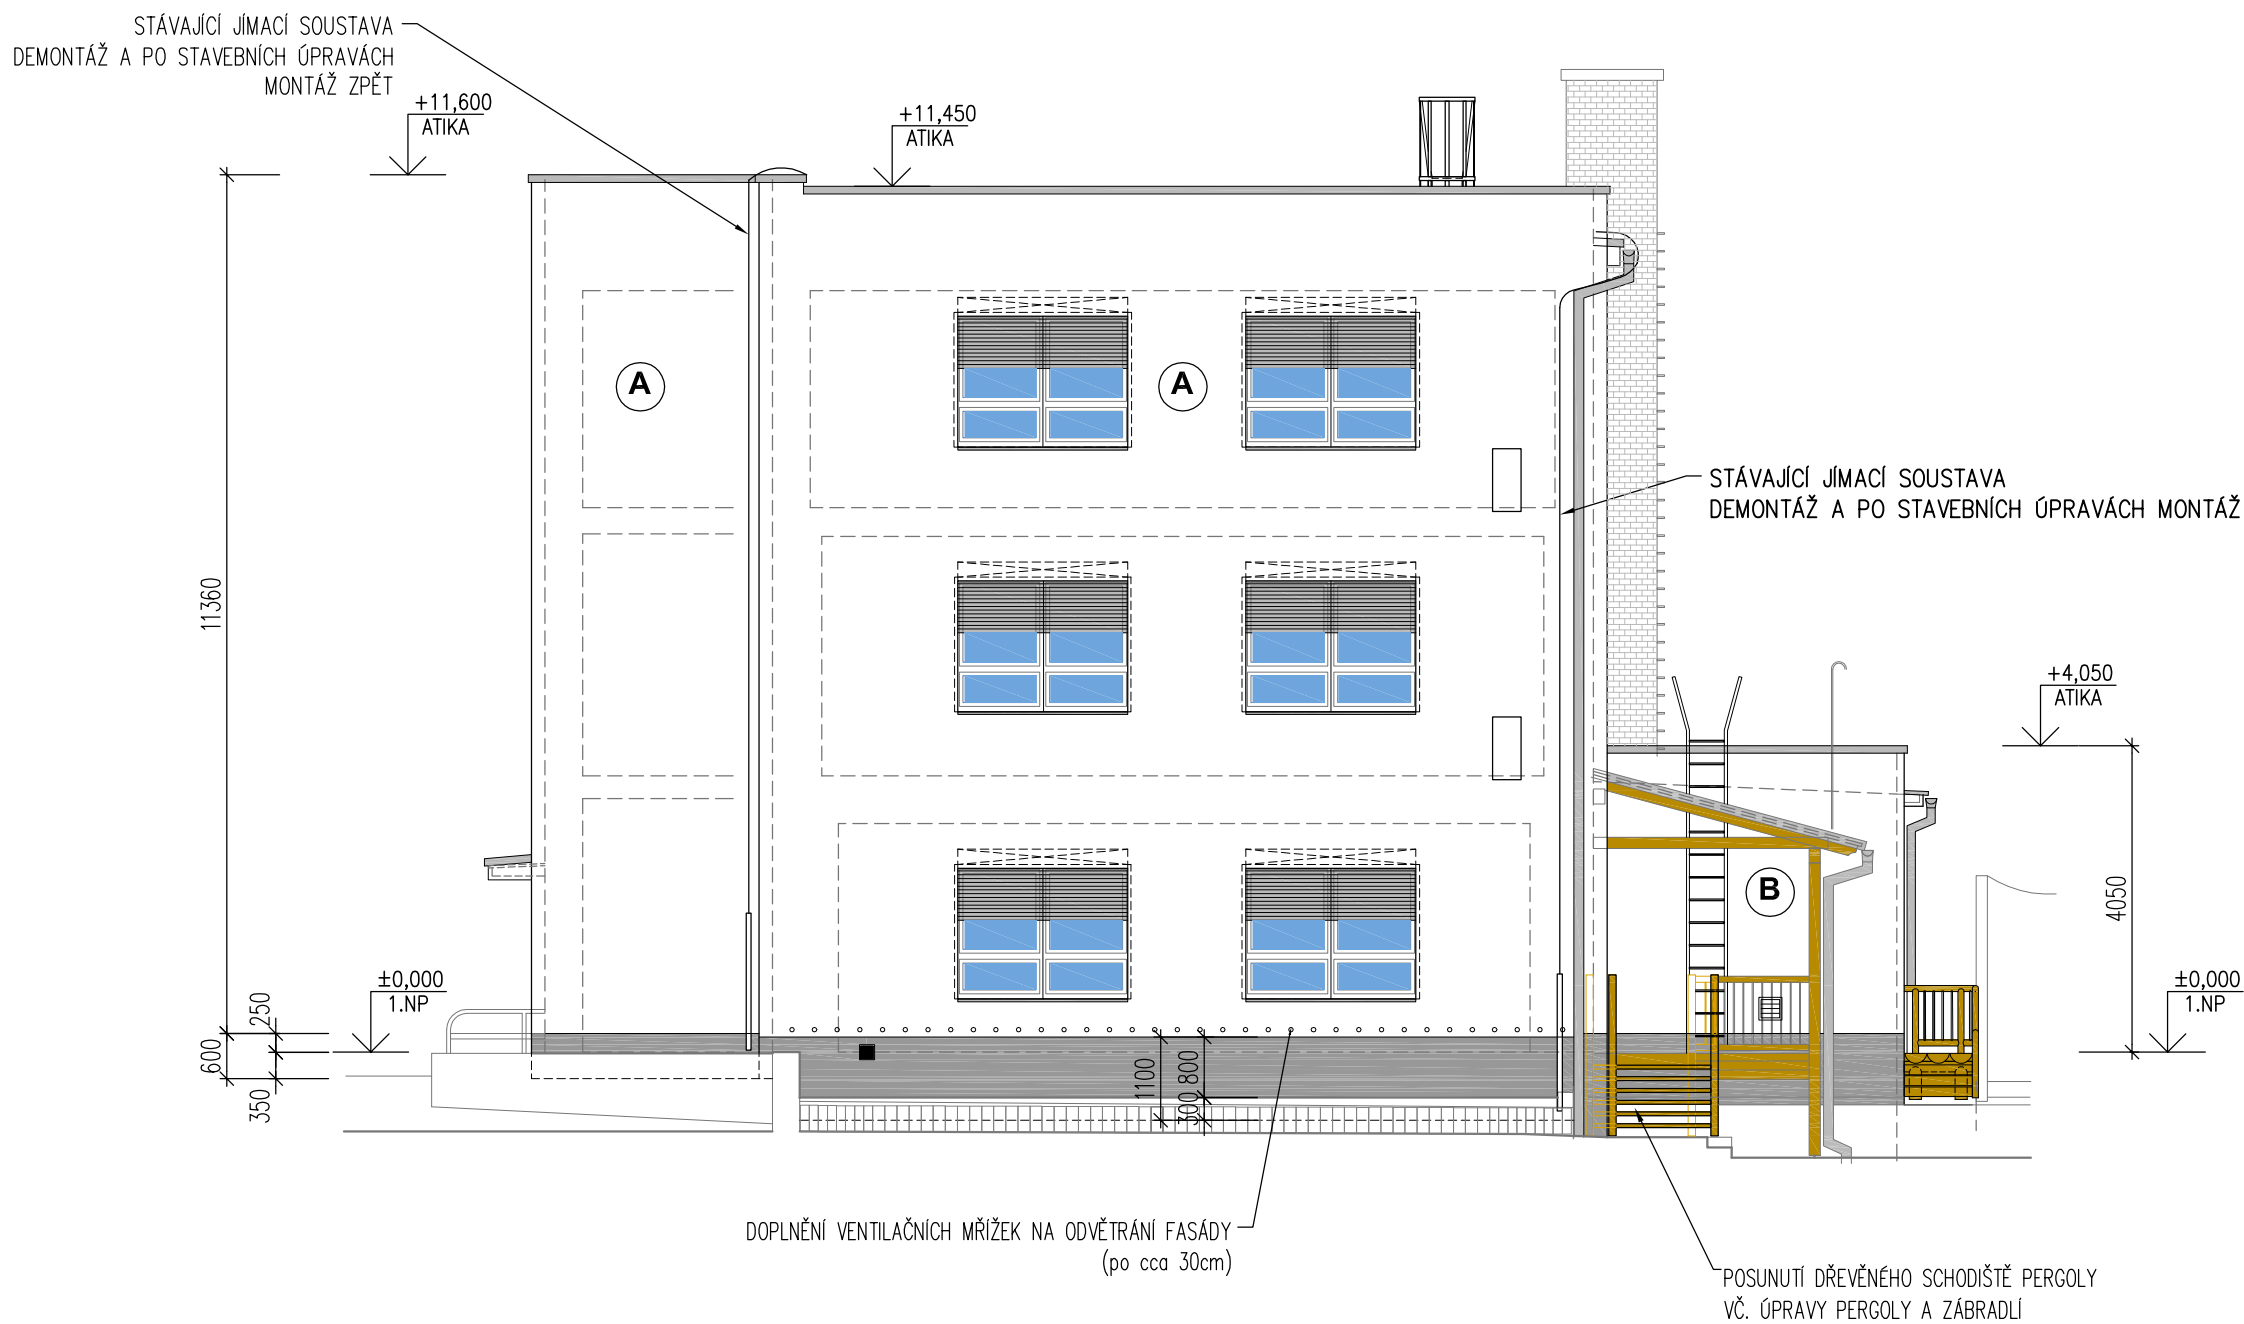 STÁVAJÍCÍ JÍMACÍ SOUSTAVA
DEMONTÁŽ A PO STAVEBNÍCH ÚPRAVÁCH
MONTÁŽ ZPĚT
+11,600
ATIKA
+11,450
ATIKA
A
A
STÁVAJÍCÍ JÍMACÍ SOUSTAVA
DEMONTÁŽ A PO STAVEBNÍCH ÚPRAVÁCH MONTÁŽ
11360
+4,050
ATIKA
B
4050
±0,000
1.NP
±0,000
1.NP
250
600
350
1100
800
300
DOPLNĚNÍ VENTILAČNÍCH MŘÍŽEK NA ODVĚTRÁNÍ FASÁDY
(po cca 30cm)
POSUNUTÍ DŘEVĚNÉHO SCHODIŠTĚ PERGOLY
VČ. ÚPRAVY PERGOLY A ZÁBRADLÍ